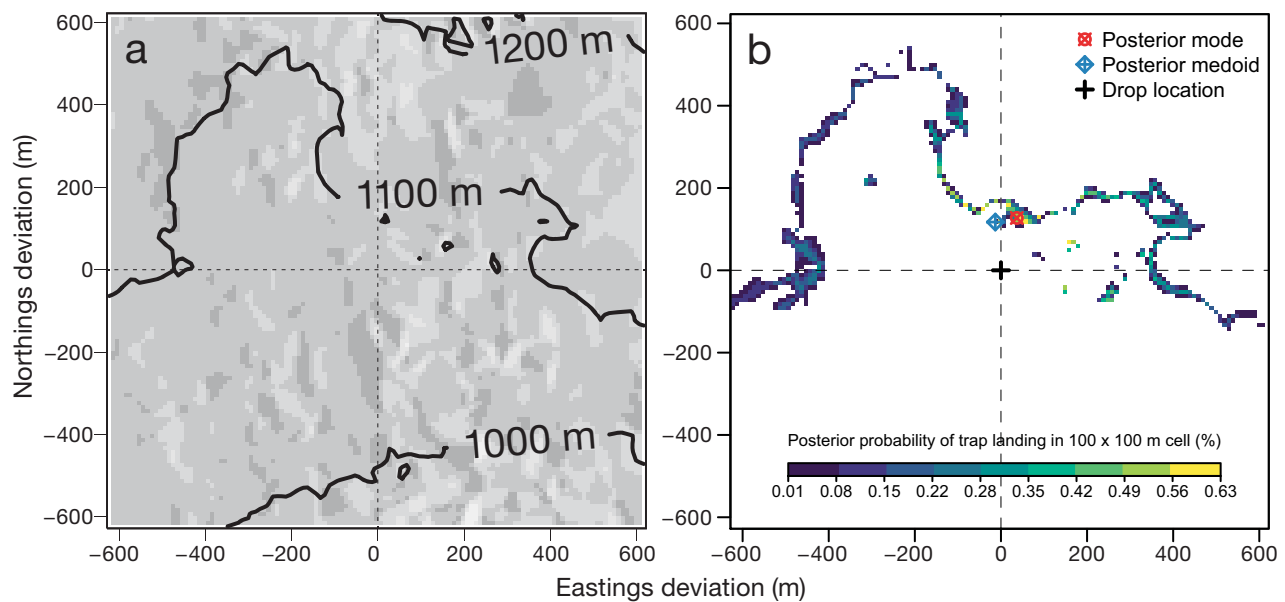 a
600
400
200
0
−200
−400
−600
1200 m
1100 m
1000 m
−600
−400
−200
0
200
400
600
Northings deviation (m)
b
600
400
200
0
−200
−400
−600
Posterior mode
Posterior medoid
Drop location
Posterior probability of trap landing in 100 x 100 m cell (%)
0.01 0.08 0.15 0.22 0.28 0.35 0.42 0.49 0.56 0.63
−600
−400
−200
0
200
400
600
Eastings deviation (m)